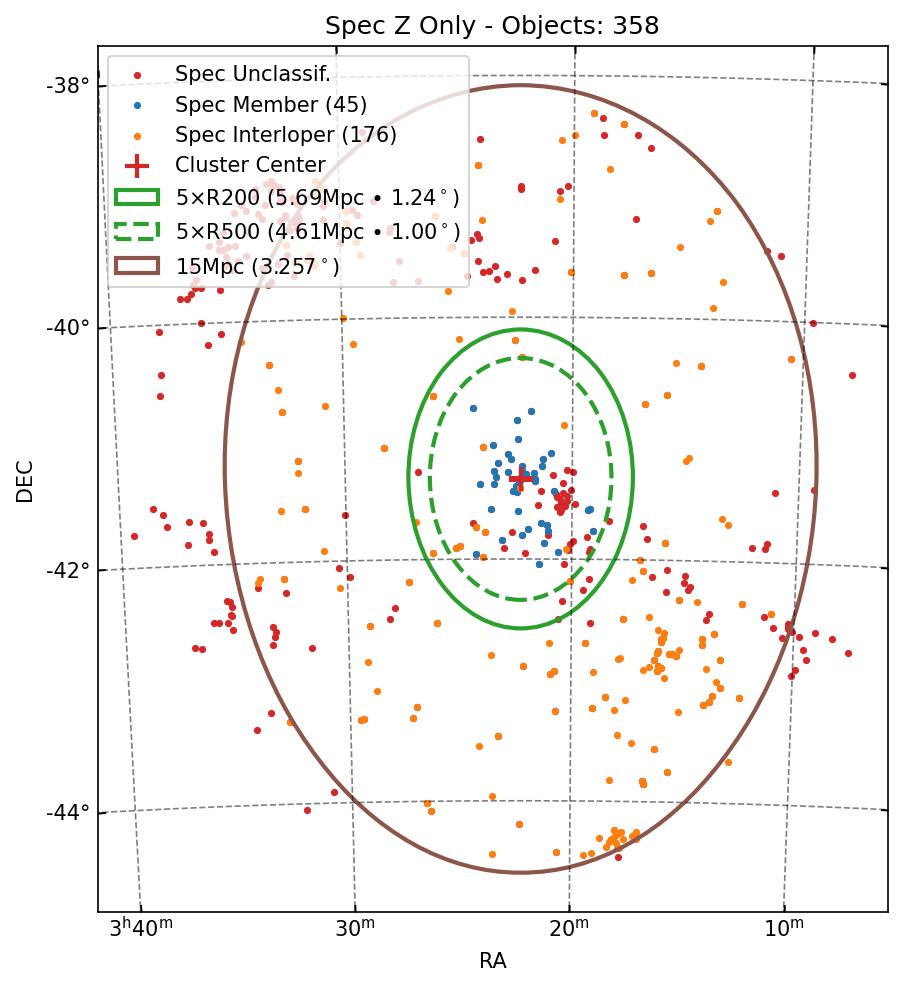 Spec Z Only - Objects: 358
Spec Unclassif.
Spec Member (45)
Spec Interloper (176)
Cluster Center
5×R200 (5.69Mpc • 1.24°)
5×R500 (4.61Mpc • 1.00°)
15Mpc (3.257°)
-38°
-40°
-42°
-44°
DEC
3ʰ40ᵐ 30ᵐ 20ᵐ 10ᵐ
RA